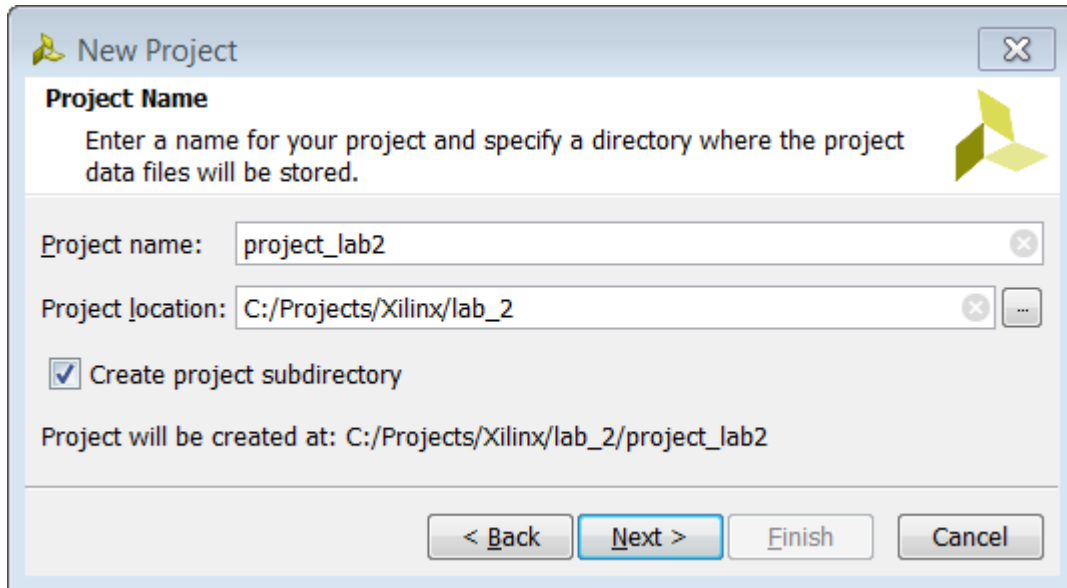 New Project
Project Name
Enter a name for your project and specify a directory where the project
data files will be stored.
Project name: project_lab2
Project location: C:/Projects/Xilinx/lab_2 ...
Create project subdirectory
Project will be created at: C:/Projects/Xilinx/lab_2/project_lab2
< Back Next > Finish Cancel